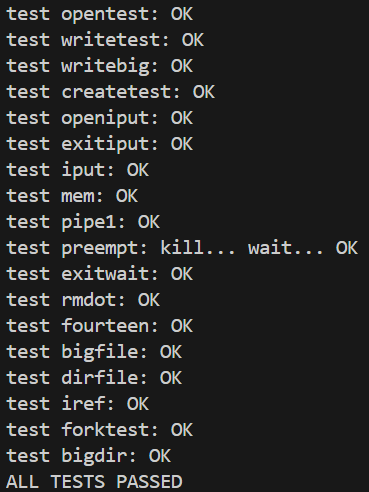 test opentest: OK
test writetest: OK
test writebig: OK
test createtest: OK
test openiput: OK
test exitiput: OK
test iput: OK
test mem: OK
test pipe1: OK
test preempt: kill... wait... OK
test exitwait: OK
test rmdot: OK
test fourteen: OK
test bigfile: OK
test dirfile: OK
test iref: OK
test forktest: OK
test bigdir: OK
ALL TESTS PASSED